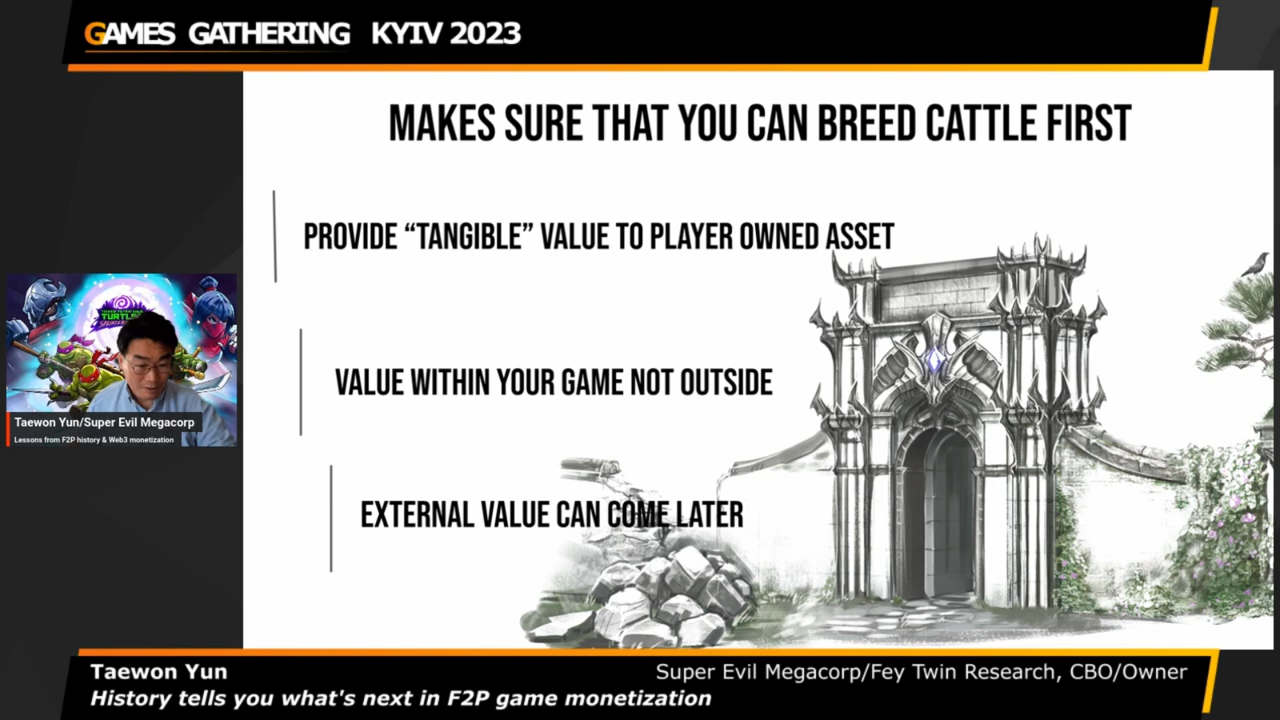 GAMES GATHERING KYIV 2023
MAKES SURE THAT YOU CAN BREED CATTLE FIRST
PROVIDE “TANGIBLE” VALUE TO PLAYER OWNED ASSET
VALUE WITHIN YOUR GAME NOT OUTSIDE
EXTERNAL VALUE CAN COME LATER
TURTLES
Taewon Yun/Super Evil Megacorp
Lessons from F2P history & Web3 monetization
Taewon Yun
Super Evil Megacorp/Fey Twin Research, CBO/Owner
History tells you what's next in F2P game monetization